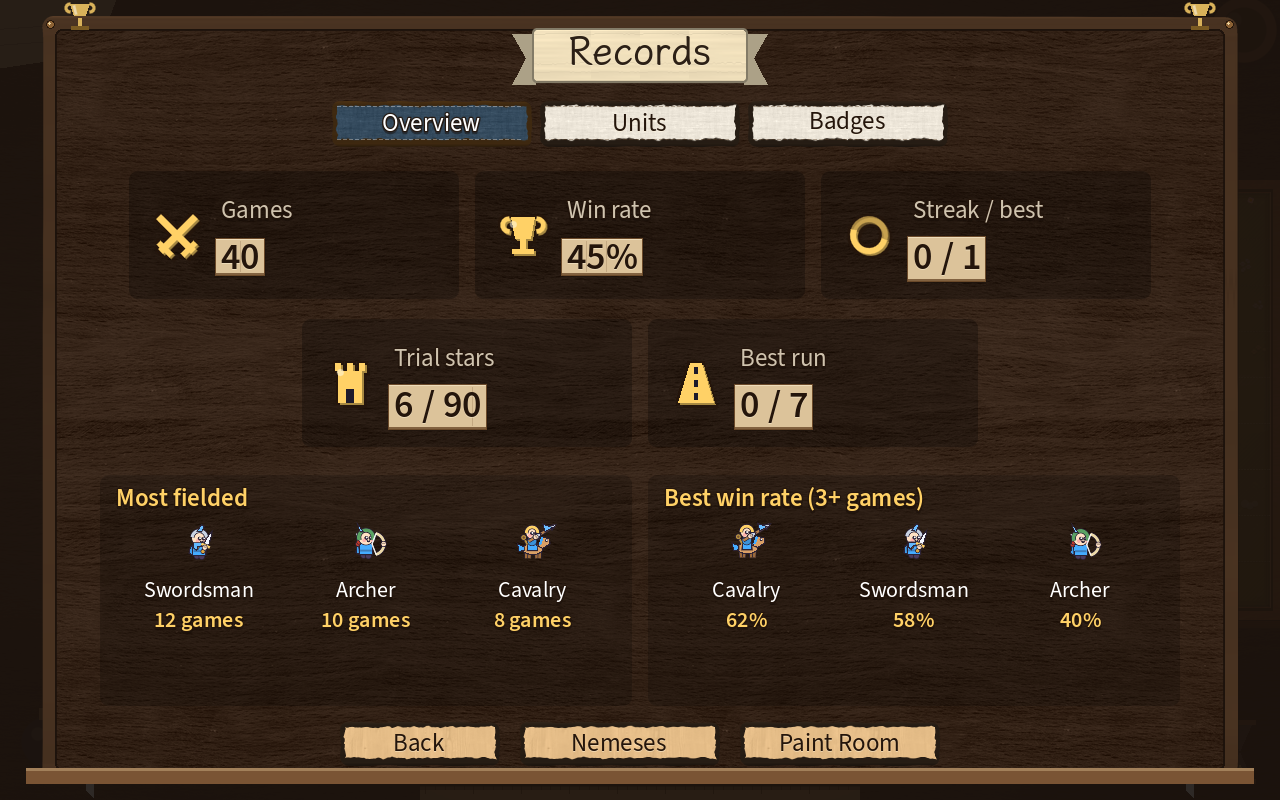 Records
Overview
Units
Badges
Games
40
Win rate
45%
Streak / best
0 / 1
Trial stars
6 / 90
Best run
0 / 7
Most fielded
Swordsman
12 games
Archer
10 games
Cavalry
8 games
Best win rate (3+ games)
Cavalry
62%
Swordsman
58%
Archer
40%
Back
Nemeses
Paint Room